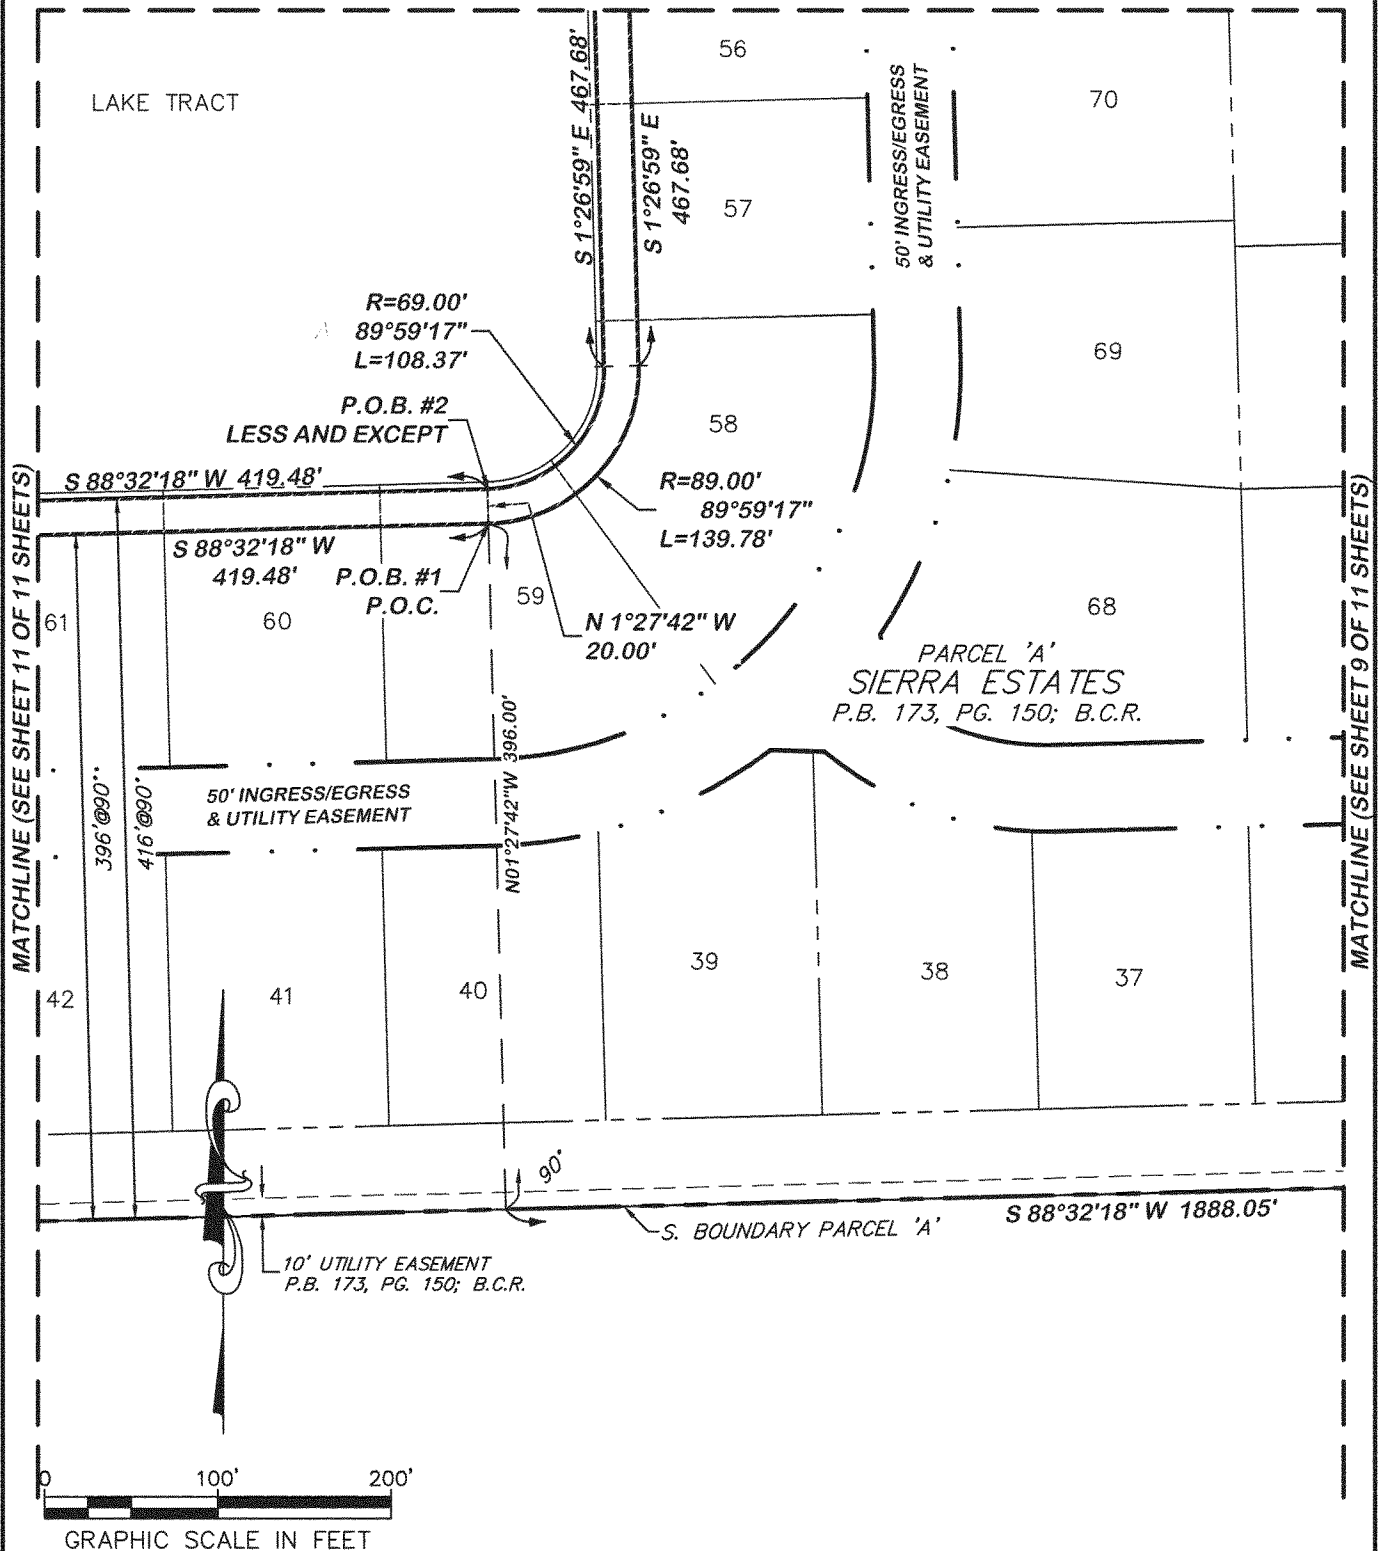 LAKE TRACT
56
70
S 1°26'59" E 467.68'
S 1°26'59" E
467.68'
50' INGRESS/EGRESS
& UTILITY EASEMENT
57
R=69.00'
89°59'17"
L=108.37'
69
P.O.B. #2
LESS AND EXCEPT
58
S 88°32'18" W 419.48'
R=89.00'
89°59'17"
L=139.78'
S 88°32'18" W
419.48'
P.O.B. #1
P.O.C.
59
61
60
N 1°27'42" W
20.00'
68
PARCEL 'A'
SIERRA ESTATES
P.B. 173, PG. 150; B.C.R.
MATCHLINE (SEE SHEET 11 OF 11 SHEETS)
MATCHLINE (SEE SHEET 9 OF 11 SHEETS)
396'@90°
416'@90°
50' INGRESS/EGRESS
& UTILITY EASEMENT
N01°27'42"W 396.00'
42
41
40
39
38
37
90°
S 88°32'18" W 1888.05'
S. BOUNDARY PARCEL 'A'
10' UTILITY EASEMENT
P.B. 173, PG. 150; B.C.R.
0 100' 200'
GRAPHIC SCALE IN FEET